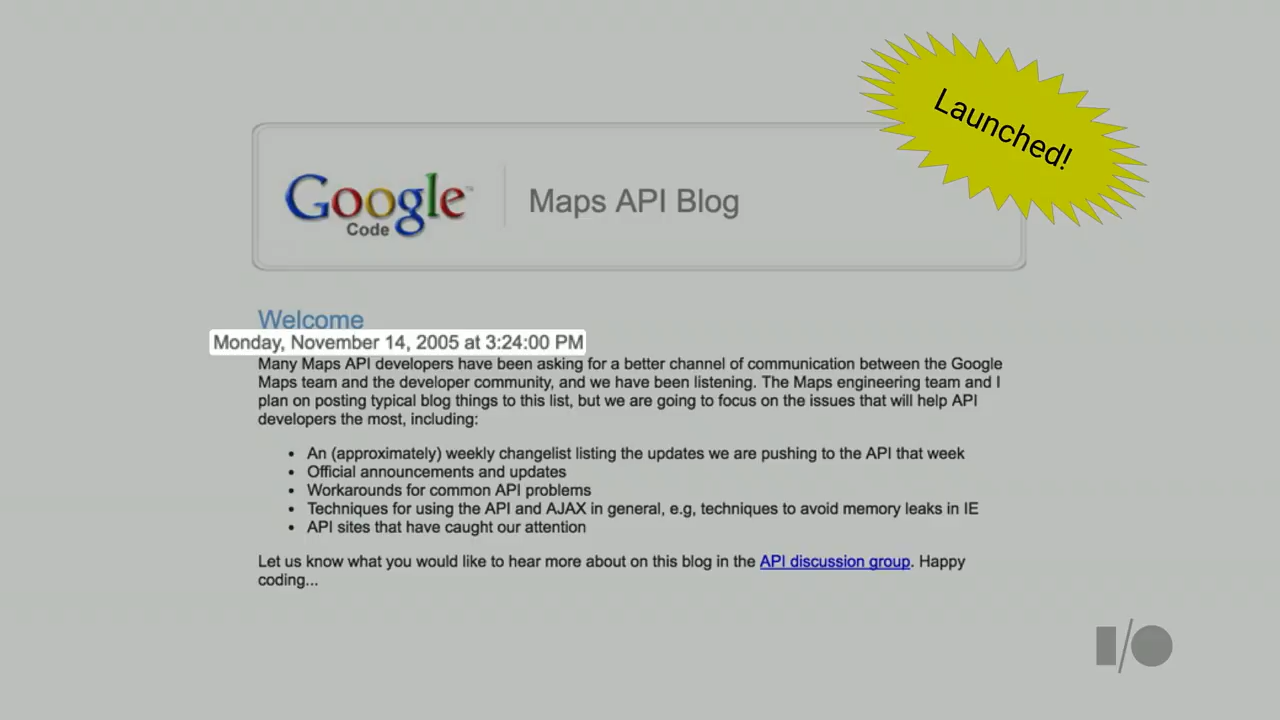 Launched!
Google™
Code
Maps API Blog
Welcome
Monday, November 14, 2005 at 3:24:00 PM
Many Maps API developers have been asking for a better channel of communication between the Google
Maps team and the developer community, and we have been listening. The Maps engineering team and I
plan on posting typical blog things to this list, but we are going to focus on the issues that will help API
developers the most, including:
• An (approximately) weekly changelist listing the updates we are pushing to the API that week
• Official announcements and updates
• Workarounds for common API problems
• Techniques for using the API and AJAX in general, e.g, techniques to avoid memory leaks in IE
• API sites that have caught our attention
Let us know what you would like to hear more about on this blog in the API discussion group. Happy
coding...
I/O